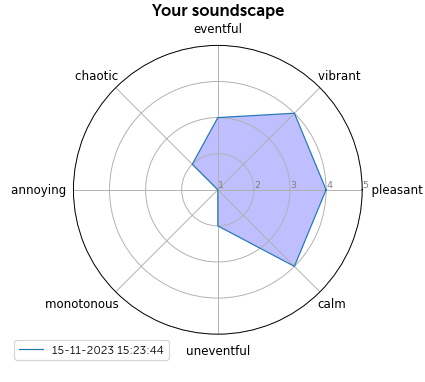 Your soundscape
eventful
chaotic
vibrant
annoying
1 2 3 4 5
pleasant
monotonous
calm
15-11-2023 15:23:44
uneventful